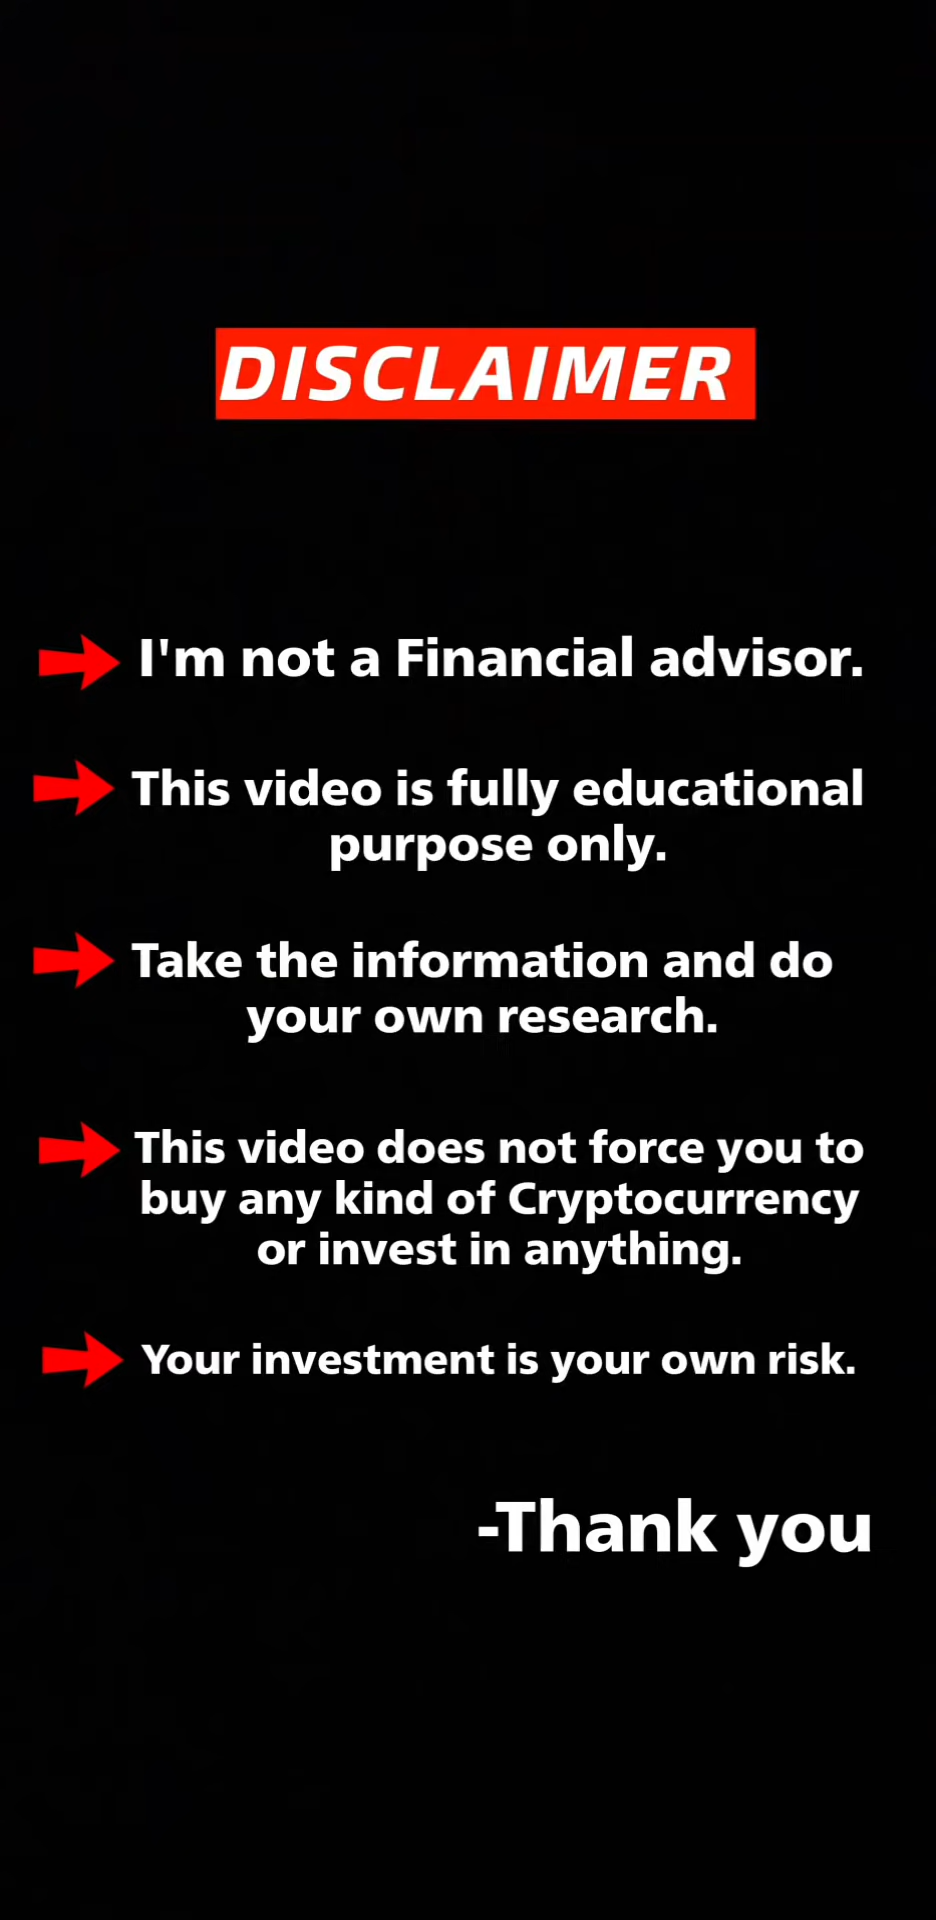 DISCLAIMER
I'm not a Financial advisor.
This video is fully educational
purpose only.
Take the information and do
your own research.
This video does not force you to
buy any kind of Cryptocurrency
or invest in anything.
Your investment is your own risk.
-Thank you